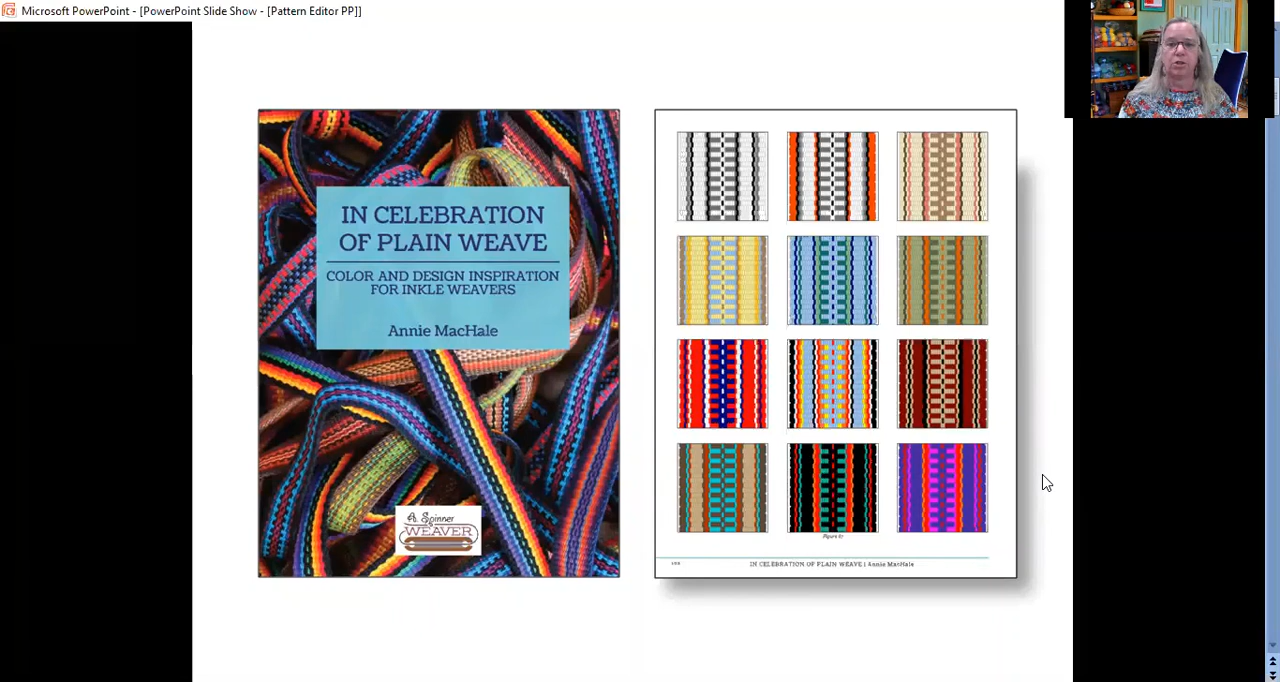 Microsoft PowerPoint - [PowerPoint Slide Show - [Pattern Editor PP]]
IN CELEBRATION
OF PLAIN WEAVE
COLOR AND DESIGN INSPIRATION
FOR INKLE WEAVERS
Annie MacHale
A Spinner
WEAVER
IN CELEBRATION OF PLAIN WEAVE | Annie MacHale